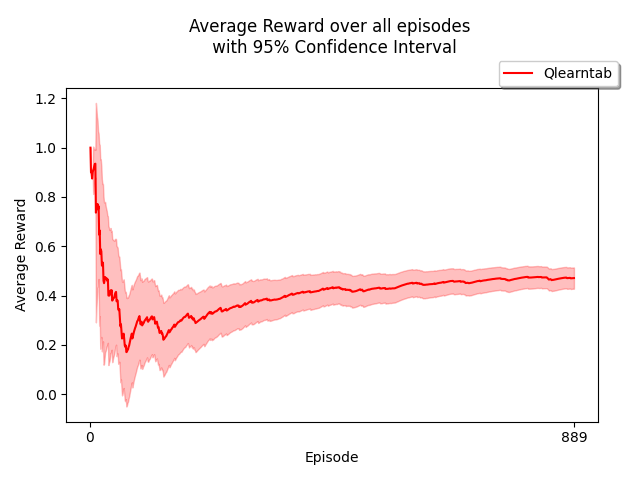 Average Reward over all episodes
with 95% Confidence Interval
Qlearntab
1.2
1.0
0.8
0.6
0.4
0.2
0.0
Average Reward
0
889
Episode